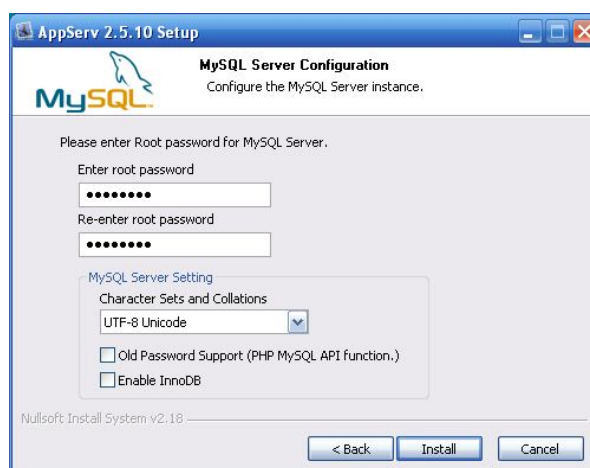 AppServ 2.5.10 Setup
MySQL Server Configuration
Configure the MySQL Server instance.
MySQL
Please enter Root password for MySQL Server.
Enter root password
••••••••
Re-enter root password
••••••••
MySQL Server Setting
Character Sets and Collations
UTF-8 Unicode
Old Password Support (PHP MySQL API function.)
Enable InnoDB
Nullsoft Install System v2.18
< Back Install Cancel